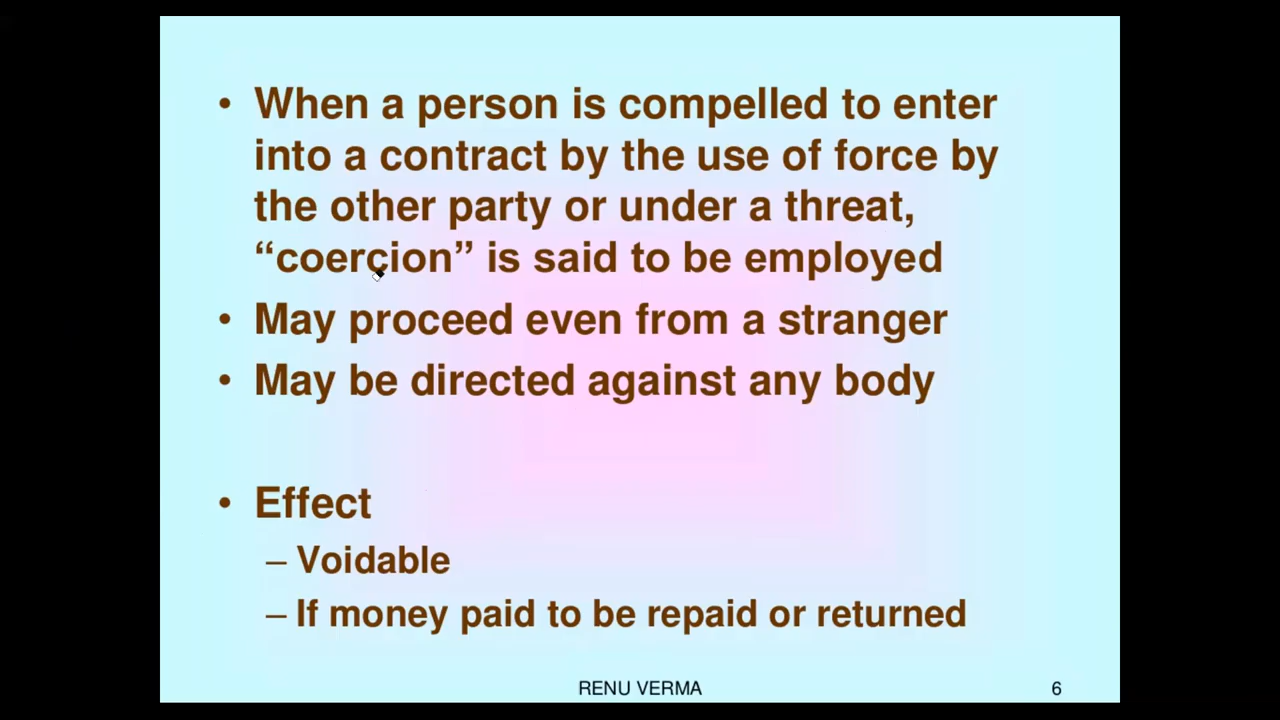 • When a person is compelled to enter
into a contract by the use of force by
the other party or under a threat,
“coercion” is said to be employed
• May proceed even from a stranger
• May be directed against any body
• Effect
– Voidable
– If money paid to be repaid or returned
RENU VERMA
6